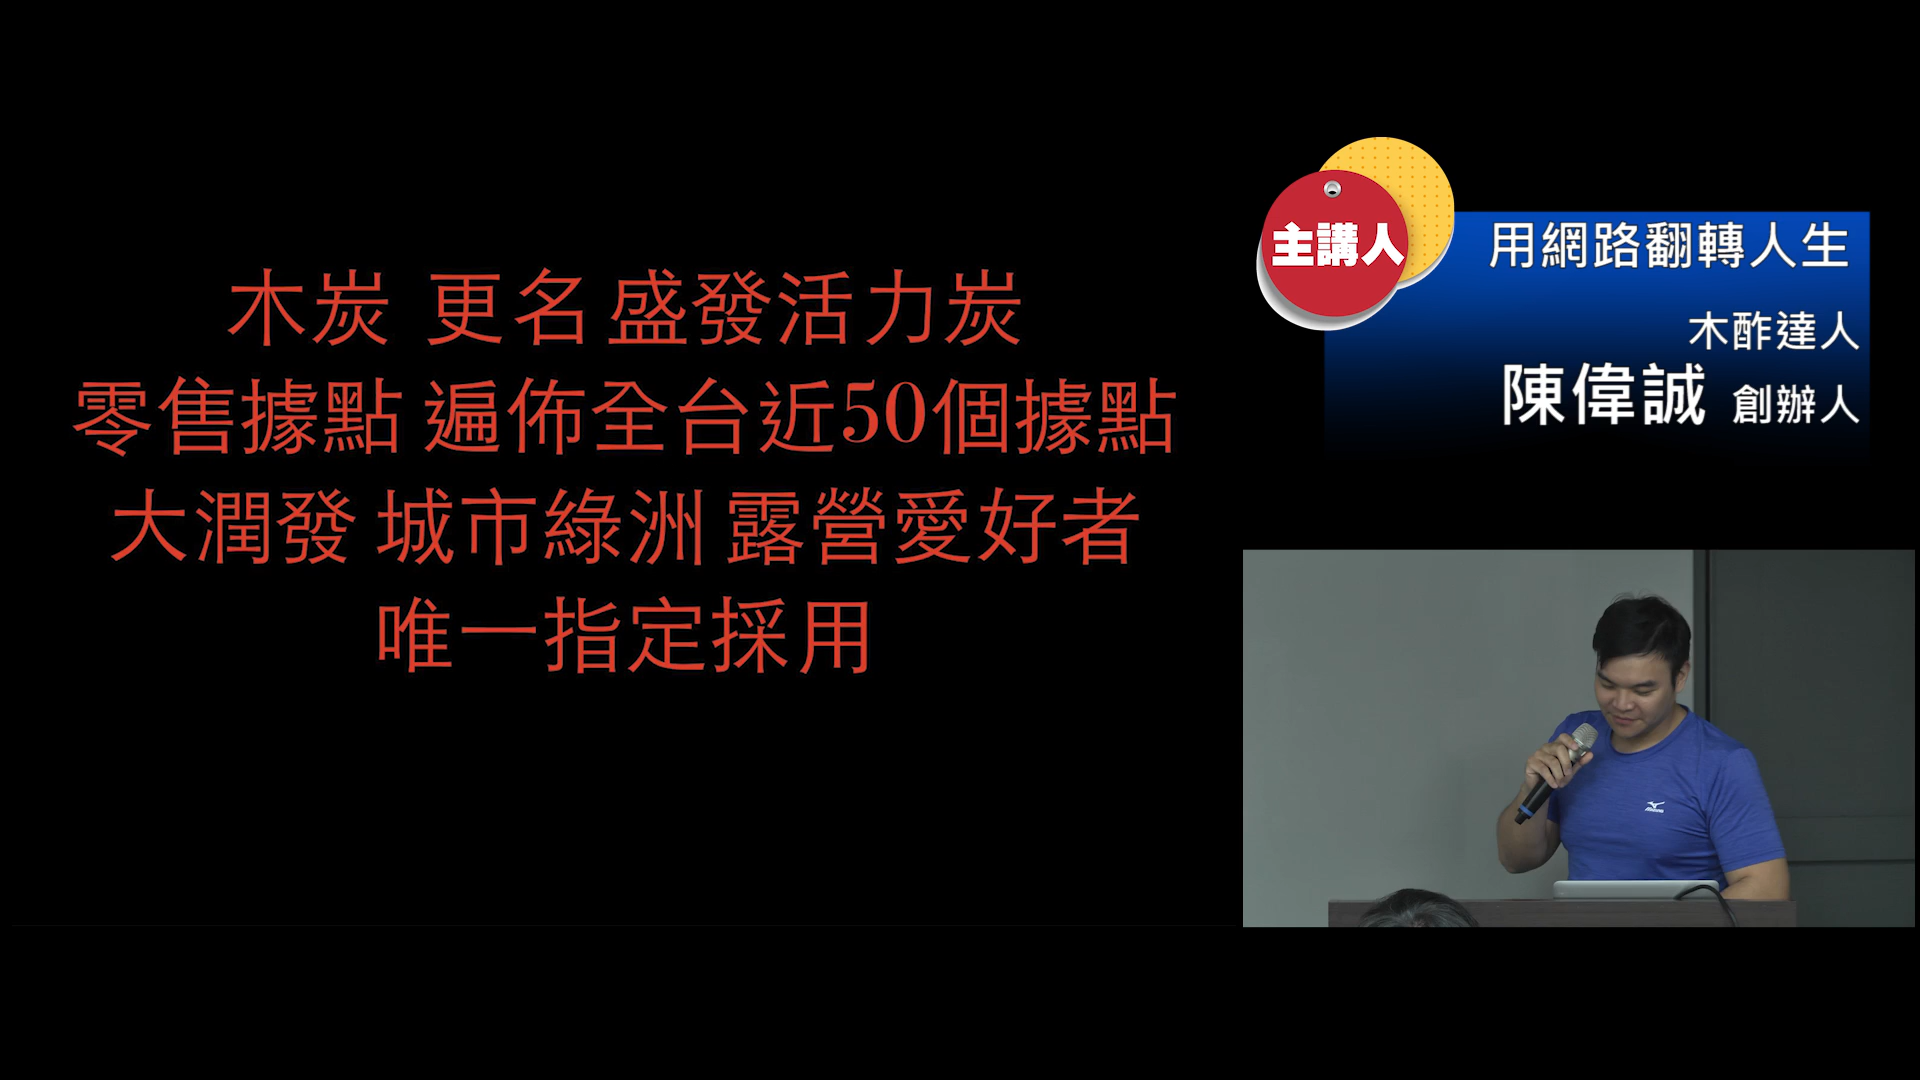 木炭 更名盛發活力炭
零售據點 遍佈全台近50個據點
大潤發 城市綠洲 露營愛好者
唯一指定採用
主講人
用網路翻轉人生
木酢達人
陳偉誠 創辦人